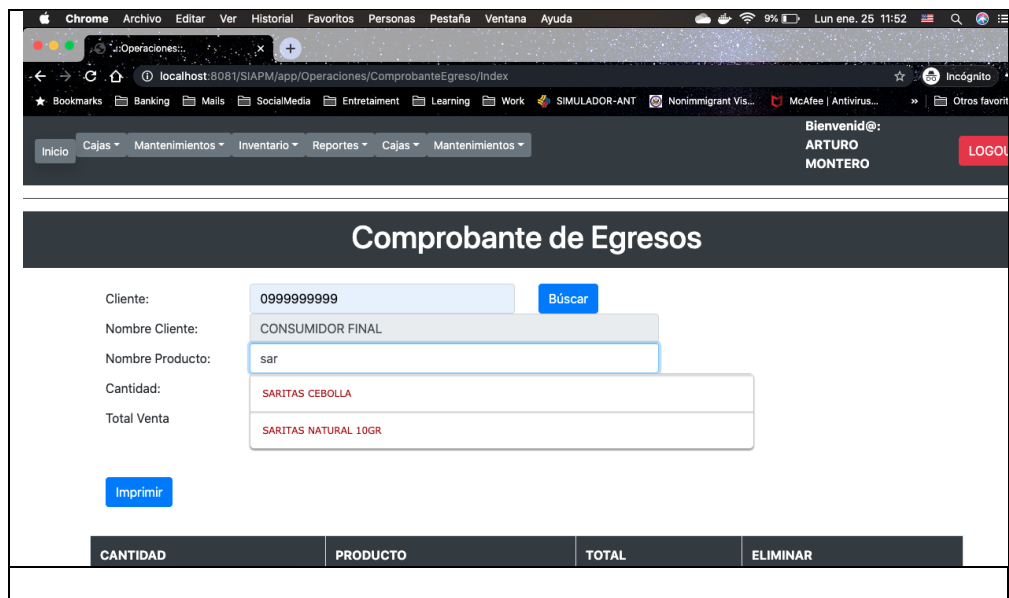 Chrome Archivo Editar Ver Historial Favoritos Personas Pestaña Ventana Ayuda 9% Lun ene. 25 11:52
.::Operaciones::.
localhost:8081/SIAPM/app/Operaciones/ComprobanteEgreso/Index Incógnito
Bookmarks Banking Mails SocialMedia Entretaiment Learning Work SIMULADOR-ANT Nonimmigrant Vis... McAfee | Antivirus... » Otros favorit
Inicio Cajas Mantenimientos Inventario Reportes Cajas Mantenimientos
Bienvenid@:
ARTURO
MONTERO
LOGOU
Comprobante de Egresos
Cliente: 0999999999 Búscar
Nombre Cliente: CONSUMIDOR FINAL
Nombre Producto: sar
Cantidad:
SARITAS CEBOLLA
Total Venta
SARITAS NATURAL 10GR
Imprimir
CANTIDAD PRODUCTO TOTAL ELIMINAR